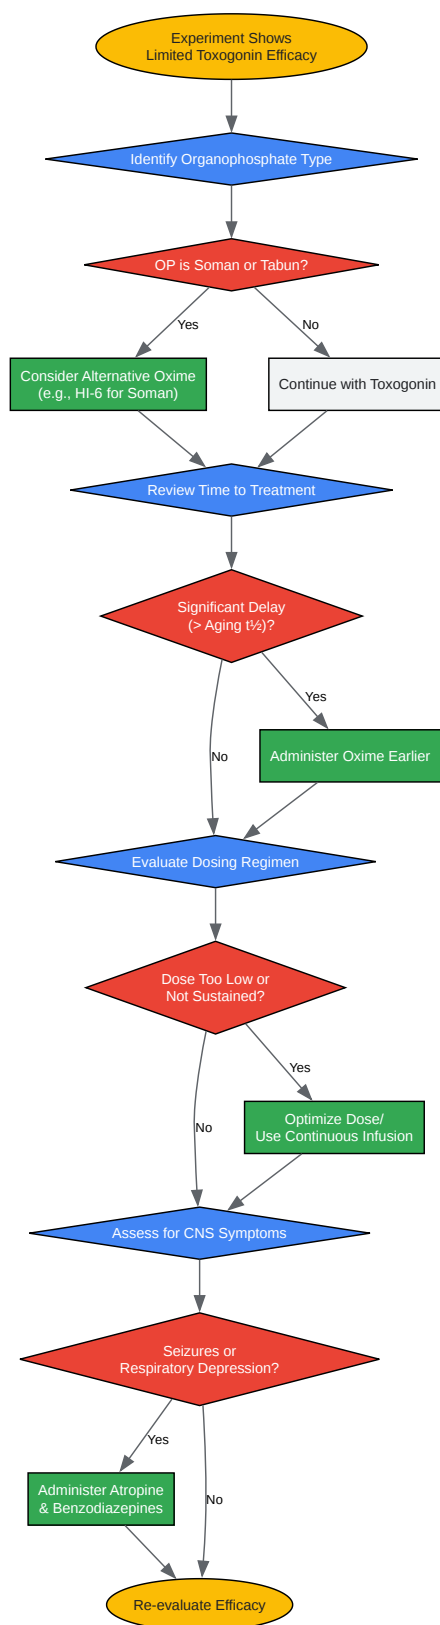 Experiment Shows
Limited Toxogonin Efficacy
Identify Organophosphate Type
OP is Soman or Tabun?
Yes
No
Consider Alternative Oxime
(e.g., HI-6 for Soman)
Continue with Toxogonin
Review Time to Treatment
Significant Delay
(> Aging t½)?
Yes
No
Administer Oxime Earlier
Evaluate Dosing Regimen
Dose Too Low or
Not Sustained?
Yes
No
Optimize Dose/
Use Continuous Infusion
Assess for CNS Symptoms
Seizures or
Respiratory Depression?
Yes
No
Administer Atropine
& Benzodiazepines
Re-evaluate Efficacy